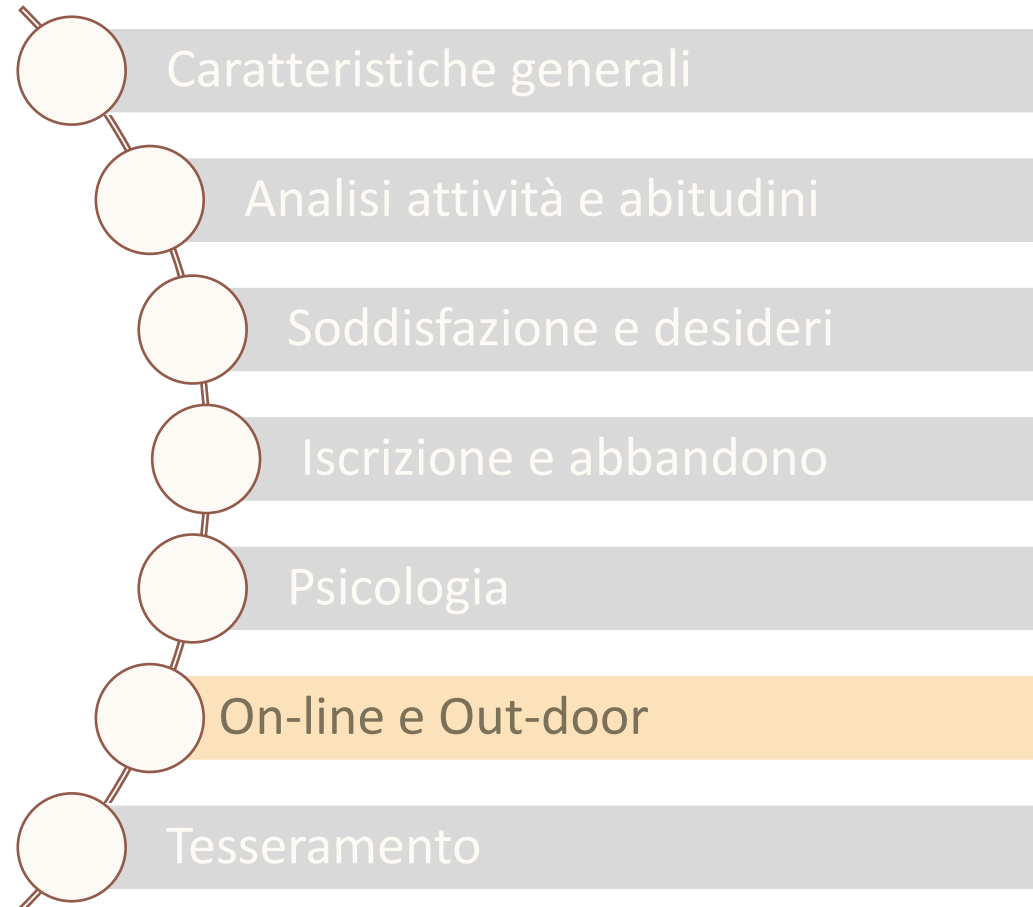 Caratteristiche generali
Analisi attività e abitudini
Soddisfazione e desideri
Iscrizione e abbandono
Psicologia
On-line e Out-door
Tesseramento